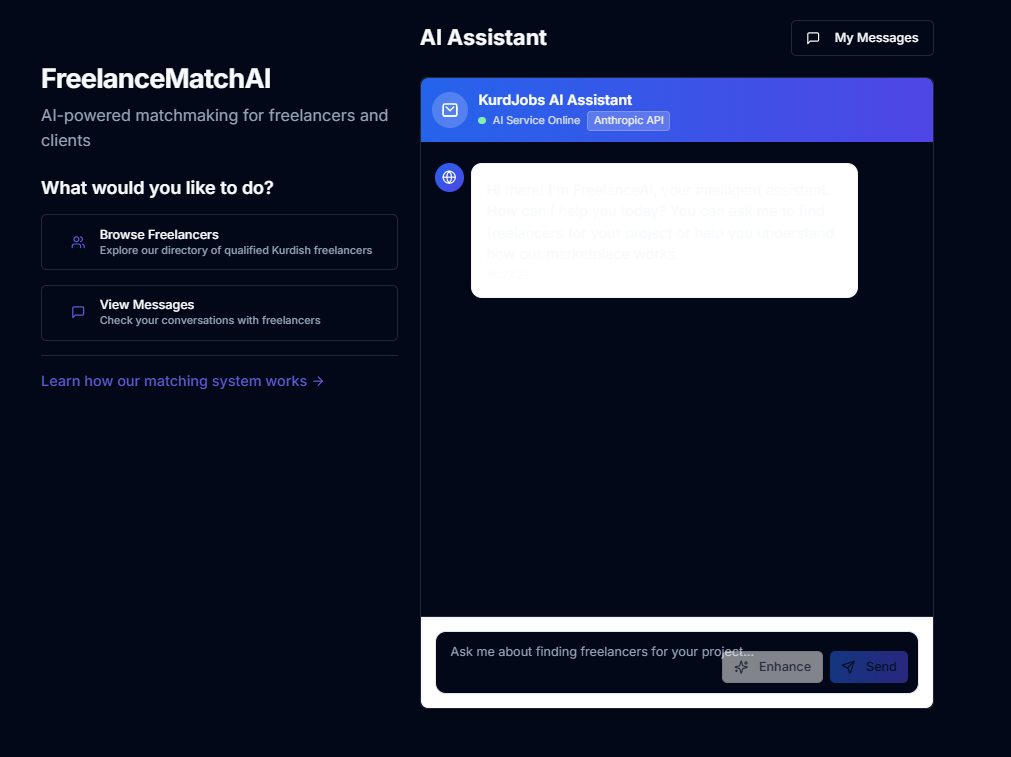 AI Assistant
My Messages
FreelanceMatchAI
AI-powered matchmaking for freelancers and
clients
What would you like to do?
Browse Freelancers
Explore our directory of qualified Kurdish freelancers
View Messages
Check your conversations with freelancers
Learn how our matching system works →
KurdJobs AI Assistant
AI Service Online
Anthropic API
Hi there! I'm FreelanceAI, your intelligent assistant.
How can I help you today? You can ask me to find
freelancers for your project or help you understand
how our marketplace works.
Ask me about finding freelancers for your project...
Enhance
Send